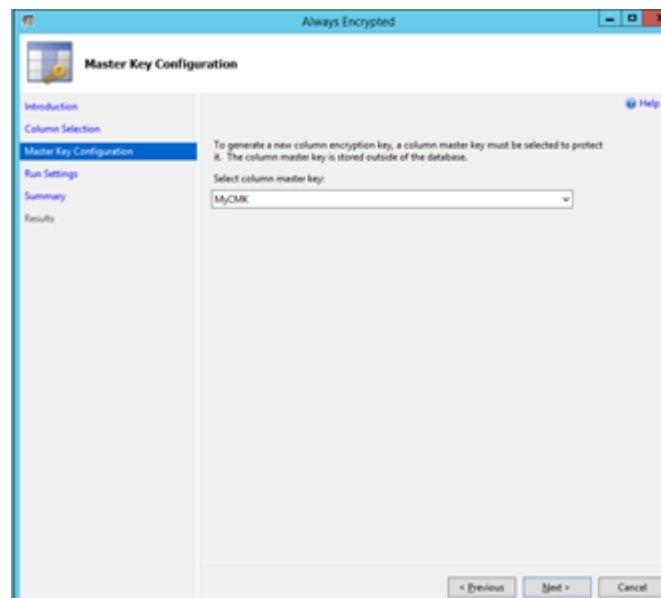 Always Encrypted
Master Key Configuration
Introduction
Column Selection
Master Key Configuration
Run Settings
Summary
Results
Help
To generate a new column encryption key, a column master key must be selected to protect
it. The column master key is stored outside of the database.
Select column master key:
MyCMK
< Previous
Next >
Cancel